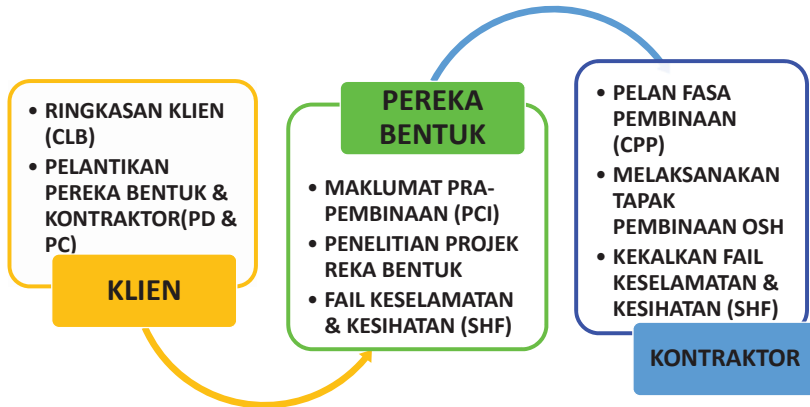 • RINGKASAN KLIEN
(CLB)
• PELANTIKAN
PEREKA BENTUK &
KONTRAKTOR(PD &
PC)
KLIEN
PEREKA
BENTUK
• MAKLUMAT PRA-
PEMBINAAN (PCI)
• PENELITIAN PROJEK
REKA BENTUK
• FAIL KESELAMATAN
& KESIHATAN (SHF)
• PELAN FASA
PEMBINAAN
(CPP)
• MELAKSANAKAN
TAPAK
PEMBINAAN OSH
• KEKALKAN FAIL
KESELAMATAN &
KESIHATAN (SHF)
KONTRAKTOR